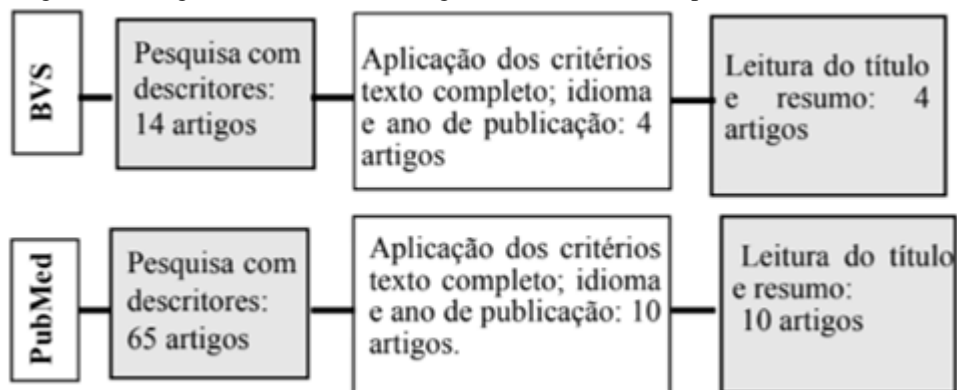 BVS
Pesquisa com
descritores:
14 artigos
Aplicação dos critérios
texto completo; idioma
e ano de publicação: 4
artigos
Leitura do título
e resumo: 4
artigos
PubMed
Pesquisa com
descritores:
65 artigos
Aplicação dos critérios
texto completo; idioma
e ano de publicação: 10
artigos.
Leitura do título
e resumo:
10 artigos